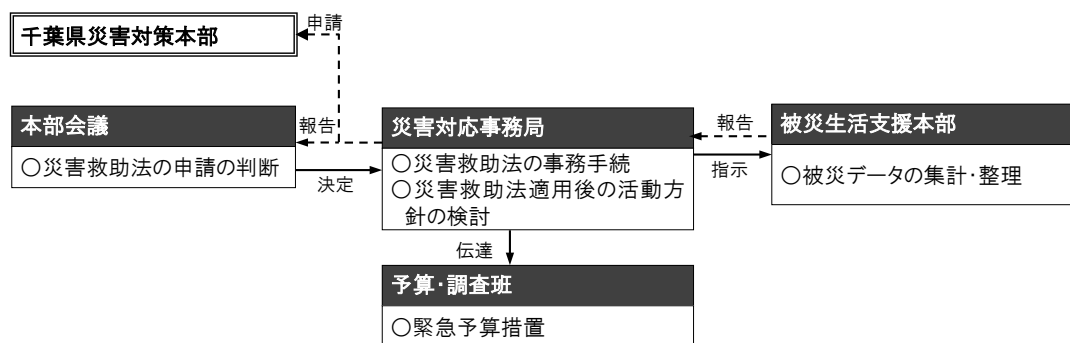 千葉県災害対策本部
申請
本部会議
○災害救助法の申請の判断
報告
決定
災害対応事務局
○災害救助法の事務手続
○災害救助法適用後の活動方
針の検討
報告
指示
被災生活支援本部
○被災データの集計・整理
伝達
予算・調査班
○緊急予算措置